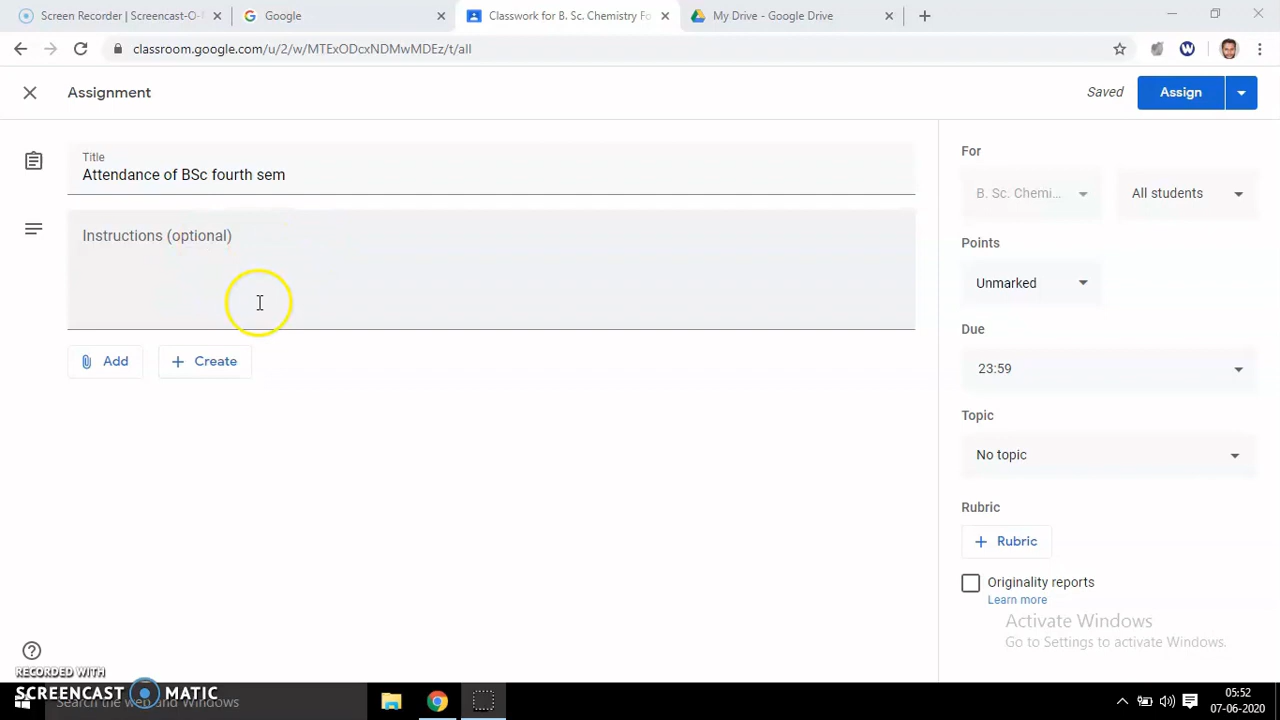 Screen Recorder | Screencast-O-
Google
Classwork for B. Sc. Chemistry Fo
My Drive - Google Drive
classroom.google.com/u/2/w/MTExODcxNDMwMDEz/t/all
Assignment
Saved
Assign
Title
Attendance of BSc fourth sem
Instructions (optional)
Add
Create
For
B. Sc. Chemi...
All students
Points
Unmarked
Due
23:59
Topic
No topic
Rubric
Rubric
Originality reports
Learn more
Activate Windows
Go to Settings to activate Windows.
RECORDED WITH
SCREENCAST MATIC
Search the web and Windows
05:52
07-06-2020